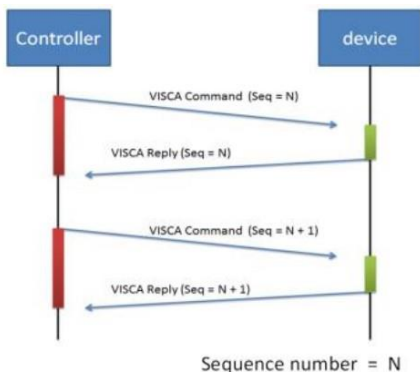 Controller
device
VISCA Command (Seq = N)
VISCA Reply (Seq = N)
VISCA Command (Seq = N + 1)
VISCA Reply (Seq = N + 1)
Sequence number = N